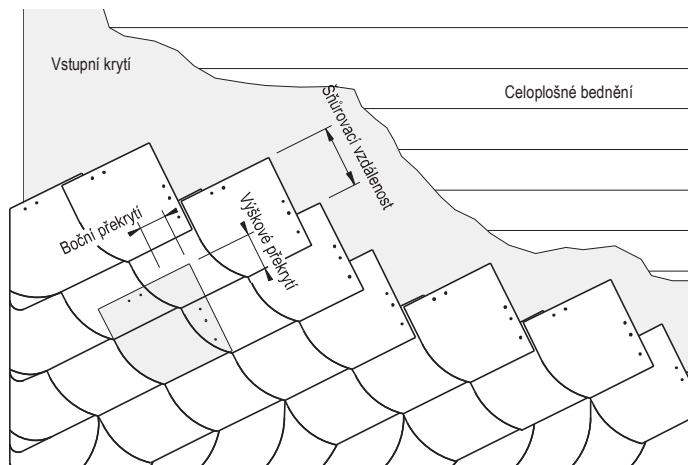 Vstupní krytí
Celoplošné bednění
Šňůrovací vzdálenost
Boční překrytí
Výškové překrytí